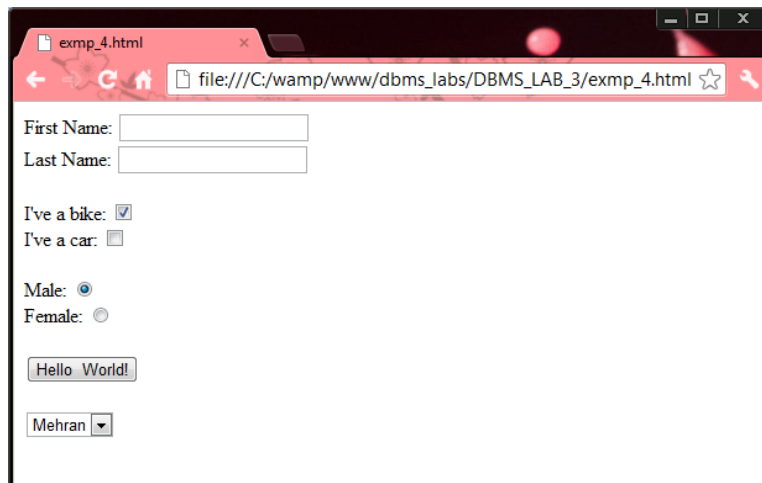 exmp_4.html
file:///C:/wamp/www/dbms_labs/DBMS_LAB_3/exmp_4.html
First Name:
Last Name:
I've a bike:
I've a car:
Male:
Female:
Hello World!
Mehran